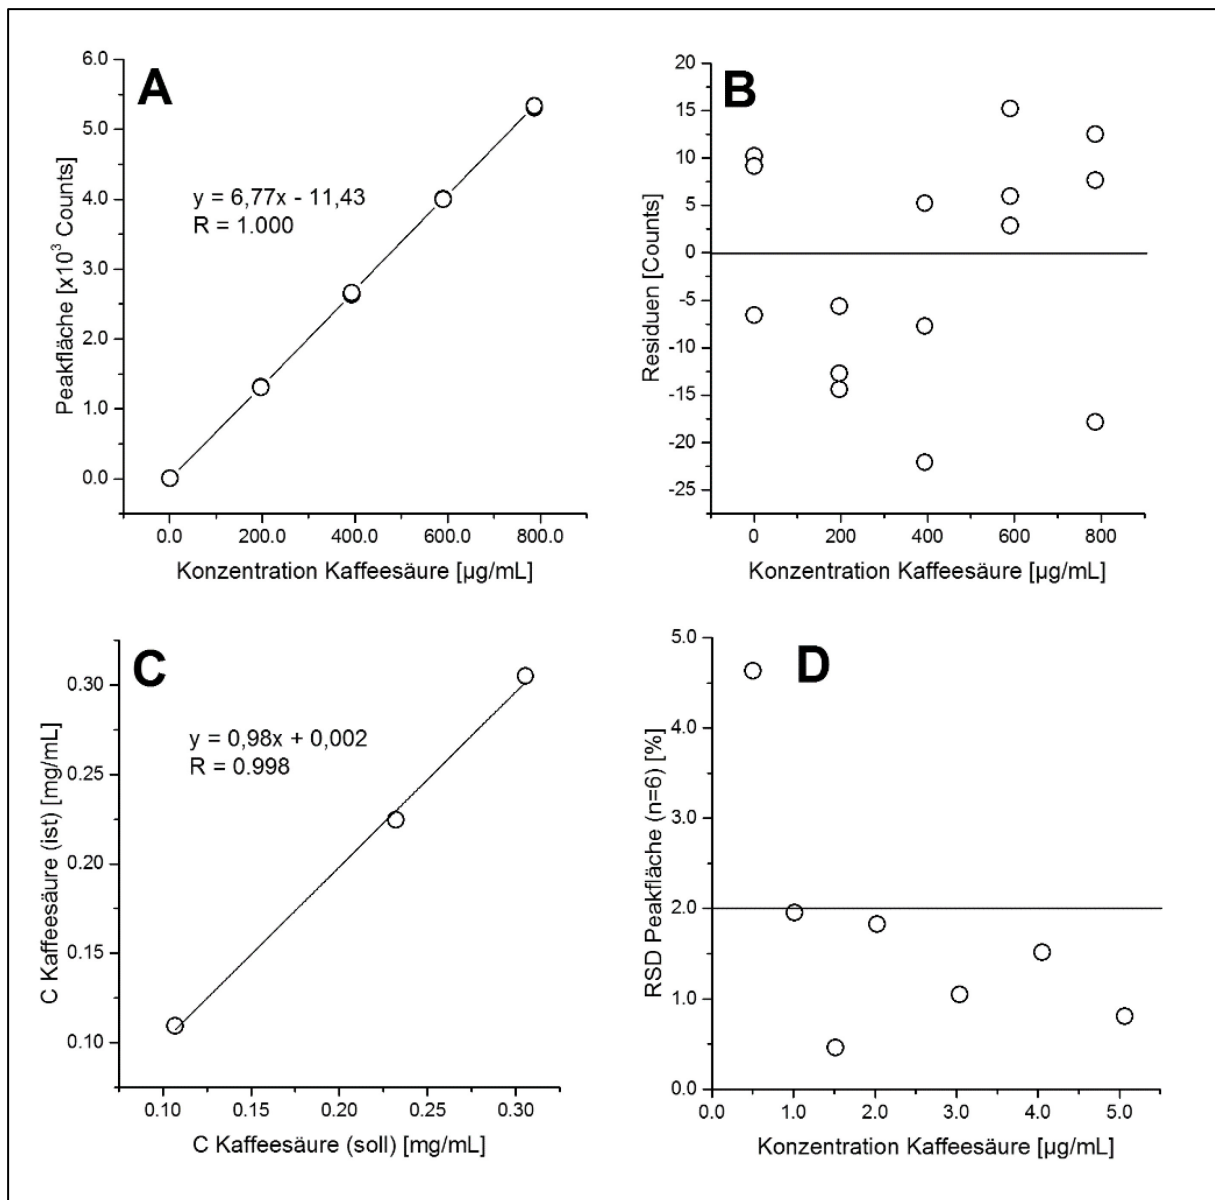 A
6.0
5.0
4.0
3.0
2.0
1.0
0.0
Peakfläche [x10³ Counts]
y = 6,77x - 11,43
R = 1.000
0.0 200.0 400.0 600.0 800.0
Konzentration Kaffeesäure [µg/mL]
B
20
15
10
5
0
-5
-10
-15
-20
-25
Residuen [Counts]
0 200 400 600 800
Konzentration Kaffeesäure [µg/mL]
C
0.30
0.25
0.20
0.15
0.10
C Kaffeesäure (ist) [mg/mL]
y = 0,98x + 0,002
R = 0.998
0.10 0.15 0.20 0.25 0.30
C Kaffeesäure (soll) [mg/mL]
D
5.0
4.0
3.0
2.0
1.0
0.0
RSD Peakfläche (n=6) [%]
0.0 1.0 2.0 3.0 4.0 5.0
Konzentration Kaffeesäure [µg/mL]